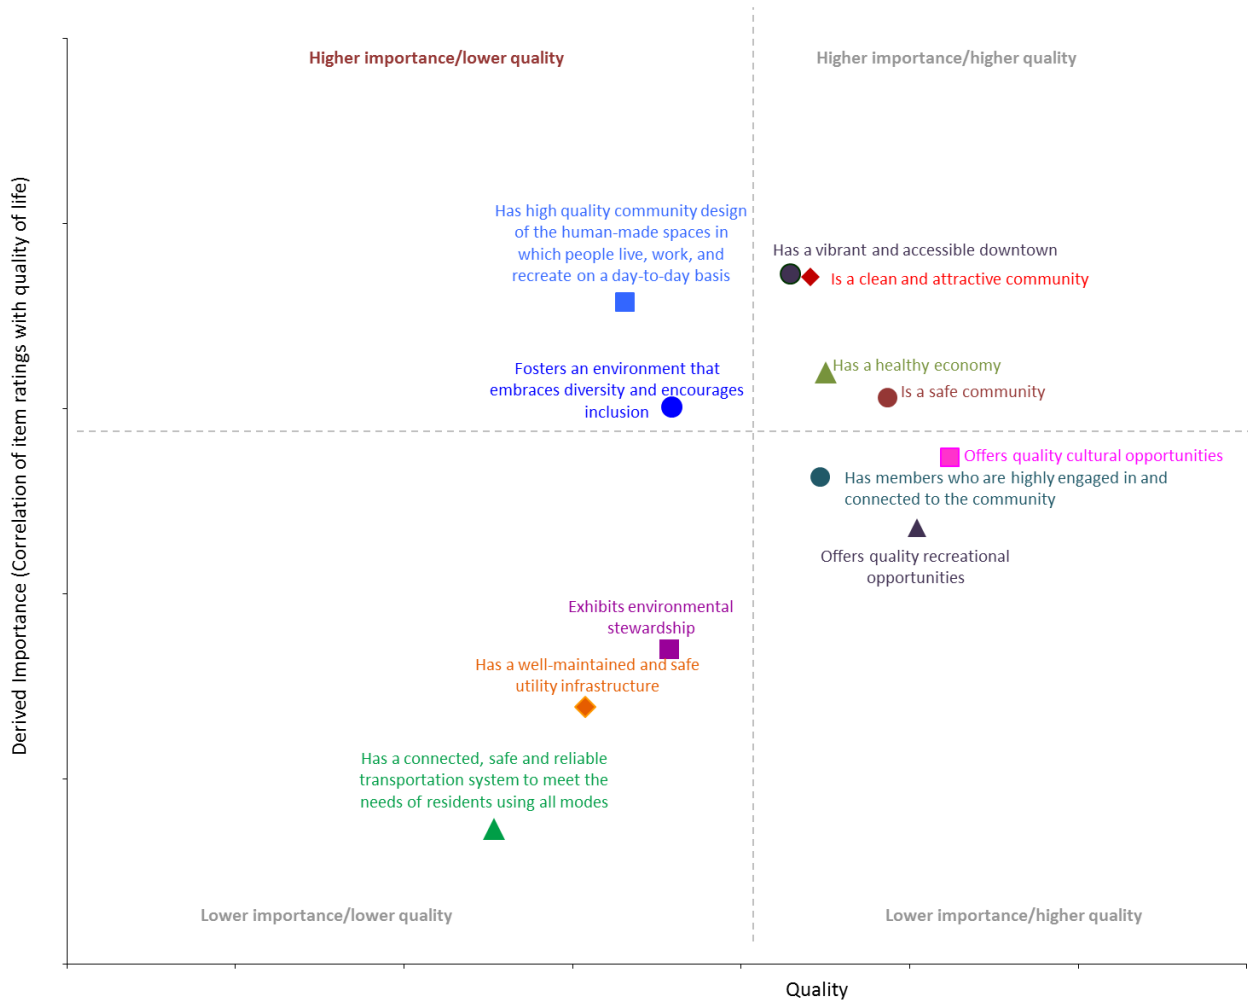 Higher importance/lower quality
Higher importance/higher quality
Derived Importance (Correlation of item ratings with quality of life)
Has high quality community design
of the human-made spaces in
which people live, work, and
recreate on a day-to-day basis
Has a vibrant and accessible downtown
Is a clean and attractive community
Fosters an environment that
embraces diversity and encourages
inclusion
Has a healthy economy
Is a safe community
Offers quality cultural opportunities
Has members who are highly engaged in and
connected to the community
Offers quality recreational
opportunities
Exhibits environmental
stewardship
Has a well-maintained and safe
utility infrastructure
Has a connected, safe and reliable
transportation system to meet the
needs of residents using all modes
Lower importance/lower quality
Lower importance/higher quality
Quality